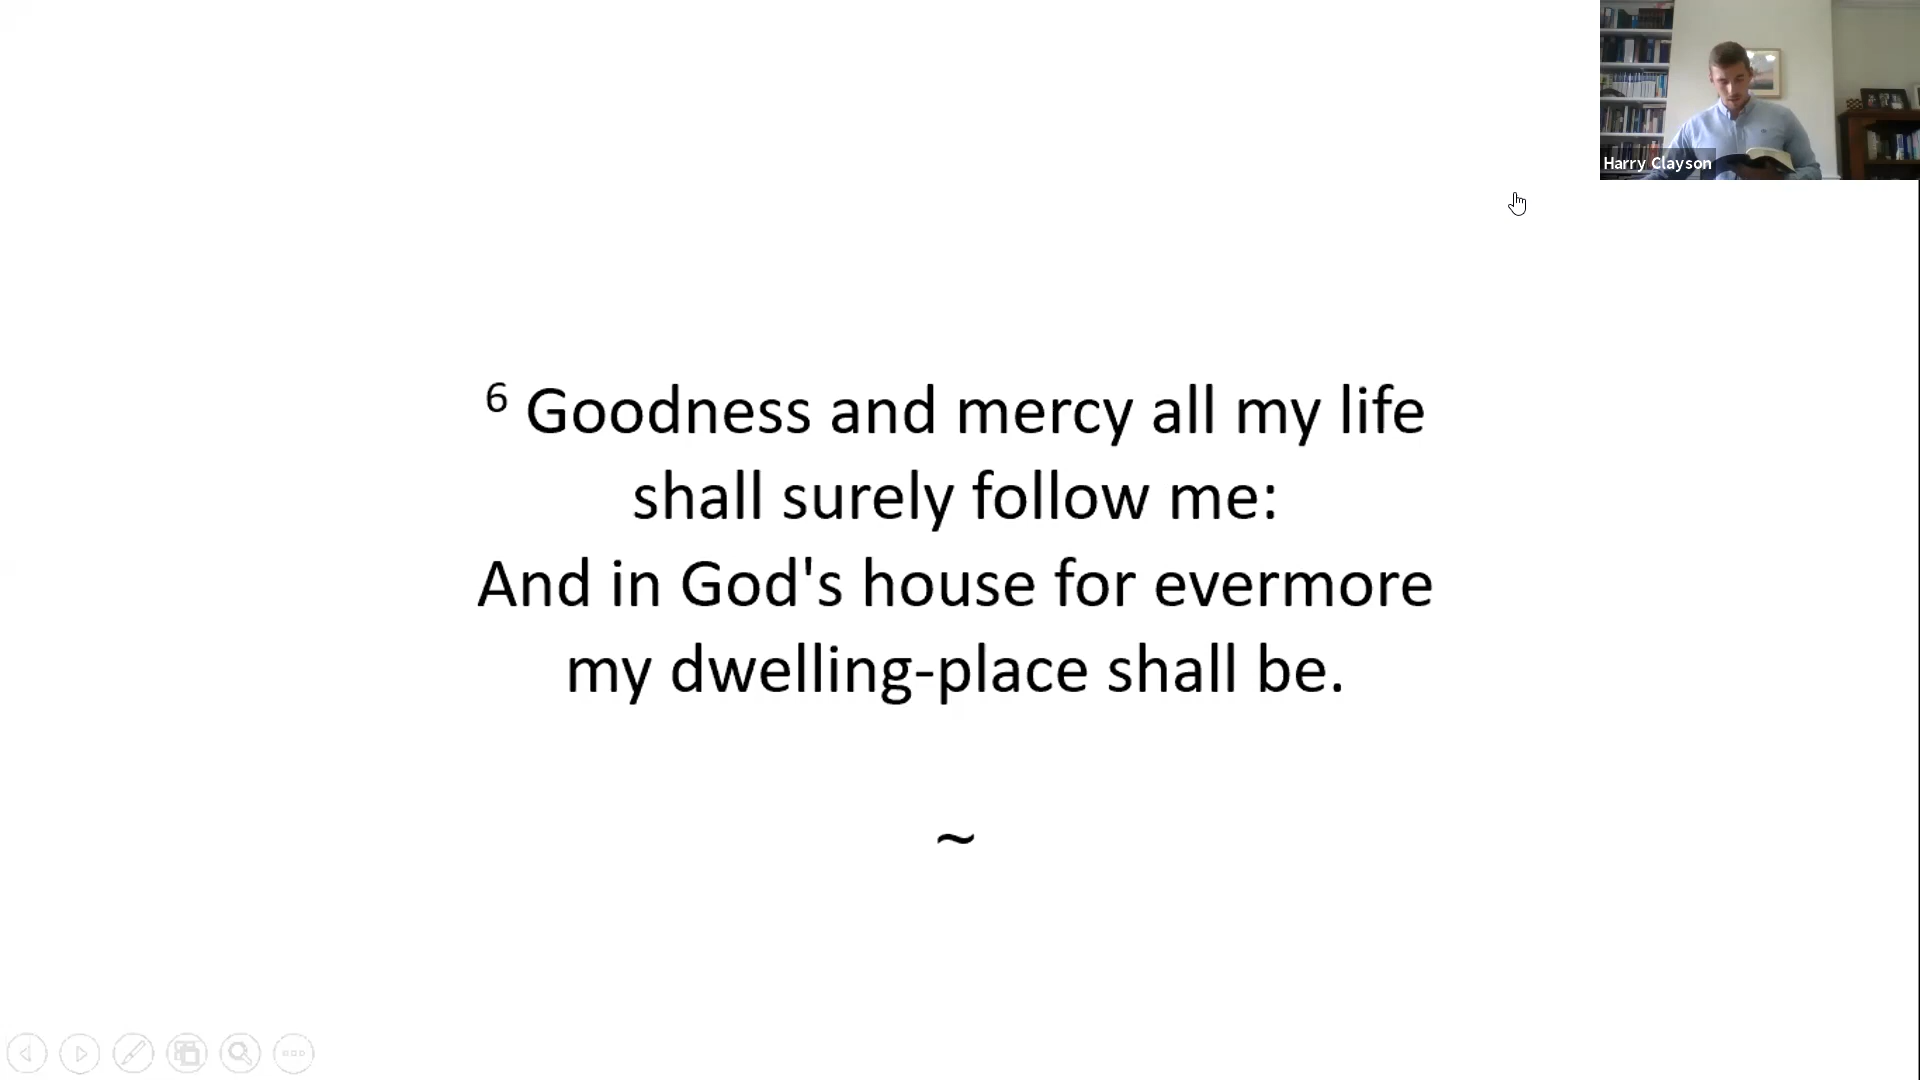 Harry Clayson
6 Goodness and mercy all my life
shall surely follow me:
And in God's house for evermore
my dwelling-place shall be.
~